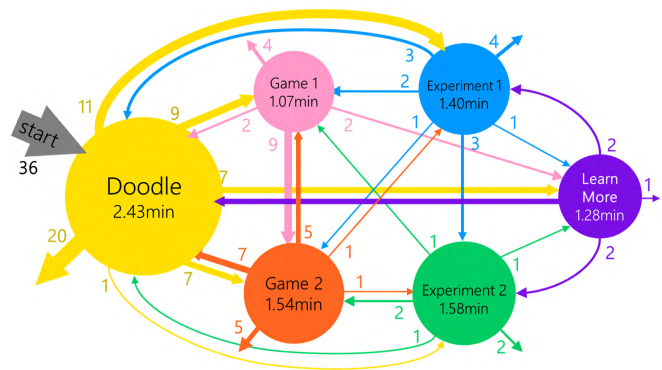 4
3
4
11
9
Game 1
1.07min
2
Experiment 1
1.40min
start
36
2
2
1
1
9
3
2
Doodle
2.43min
7
Learn
More
1.28min
1
20
5
1
2
7
7
1
Game 2
1.54min
1
2
Experiment 2
1.58min
1
1
5
1
2